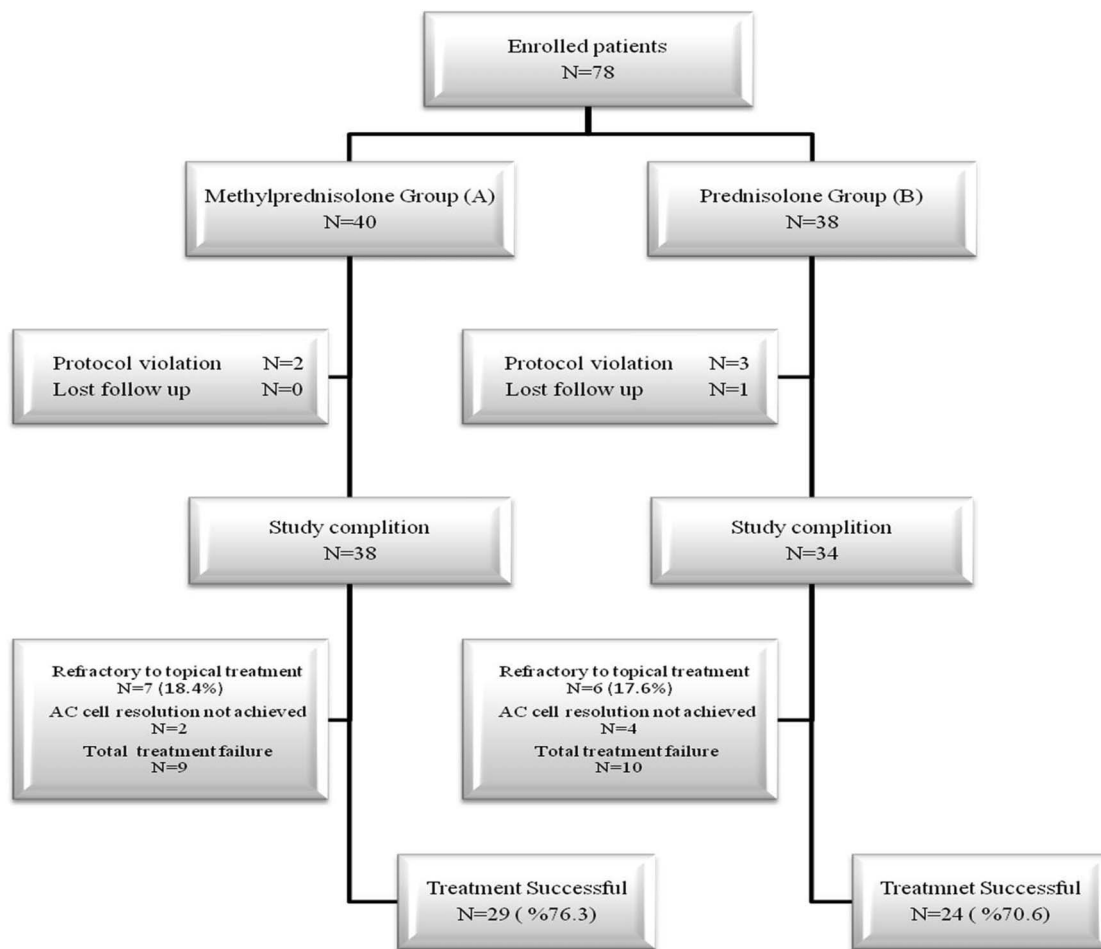 Enrolled patients
N=78
Methylprednisolone Group (A)
N=40
Prednisolone Group (B)
N=38
Protocol violation N=2
Lost follow up N=0
Protocol violation N=3
Lost follow up N=1
Study complition
N=38
Study complition
N=34
Refractory to topical treatment
N=7 (18.4%)
AC cell resolution not achieved
N=2
Total treatment failure
N=9
Refractory to topical treatment
N=6 (17.6%)
AC cell resolution not achieved
N=4
Total treatment failure
N=10
Treatment Successful
N=29 ( %76.3)
Treatmnet Successful
N=24 ( %70.6)